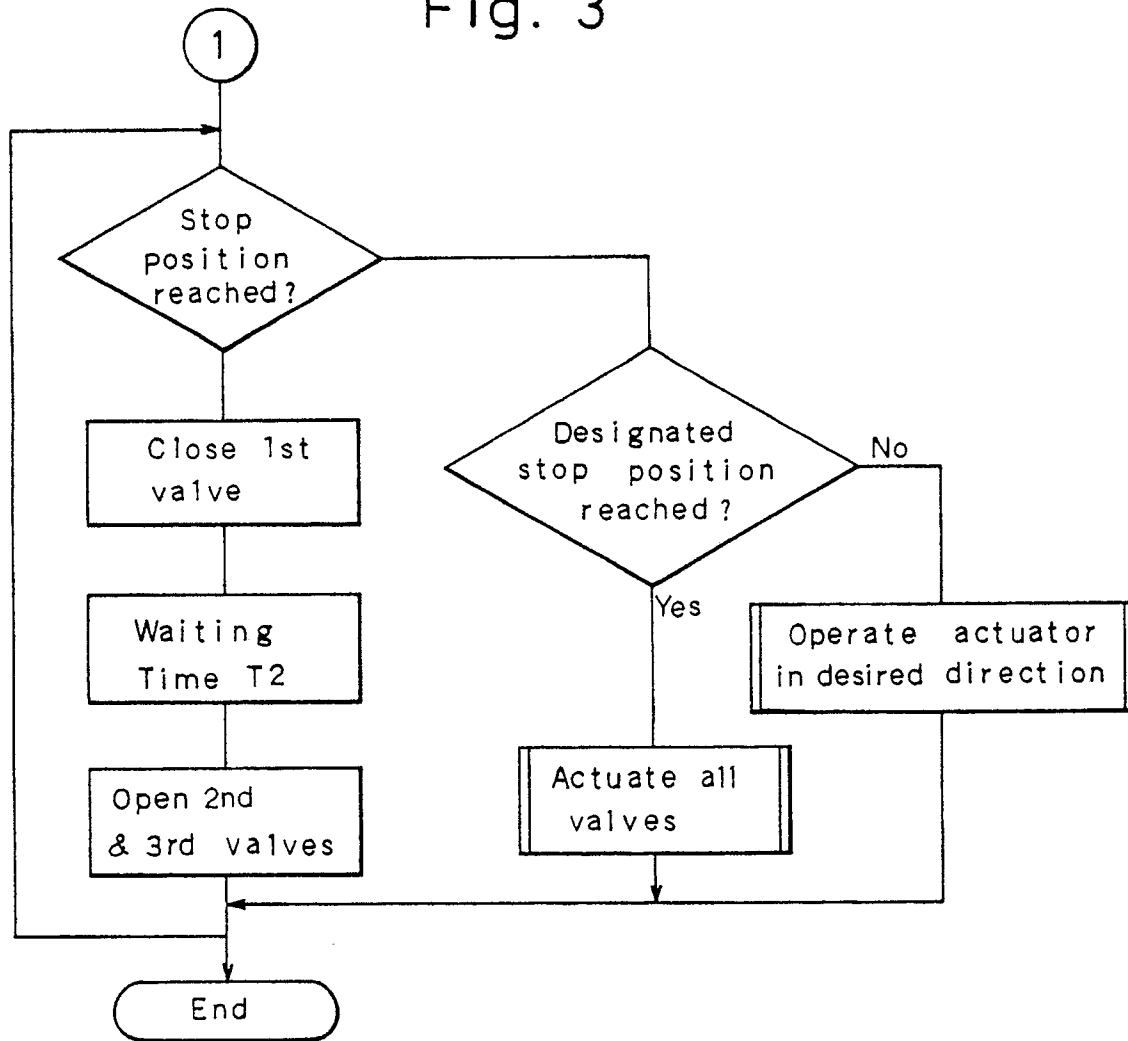 Fig. 3
1
Stop
position
reached?
Close 1st
valve
Waiting
Time T2
Open 2nd
& 3rd valves
Designated
stop position
reached?
No
Yes
Operate actuator
in desired direction
Actuate all
valves
End